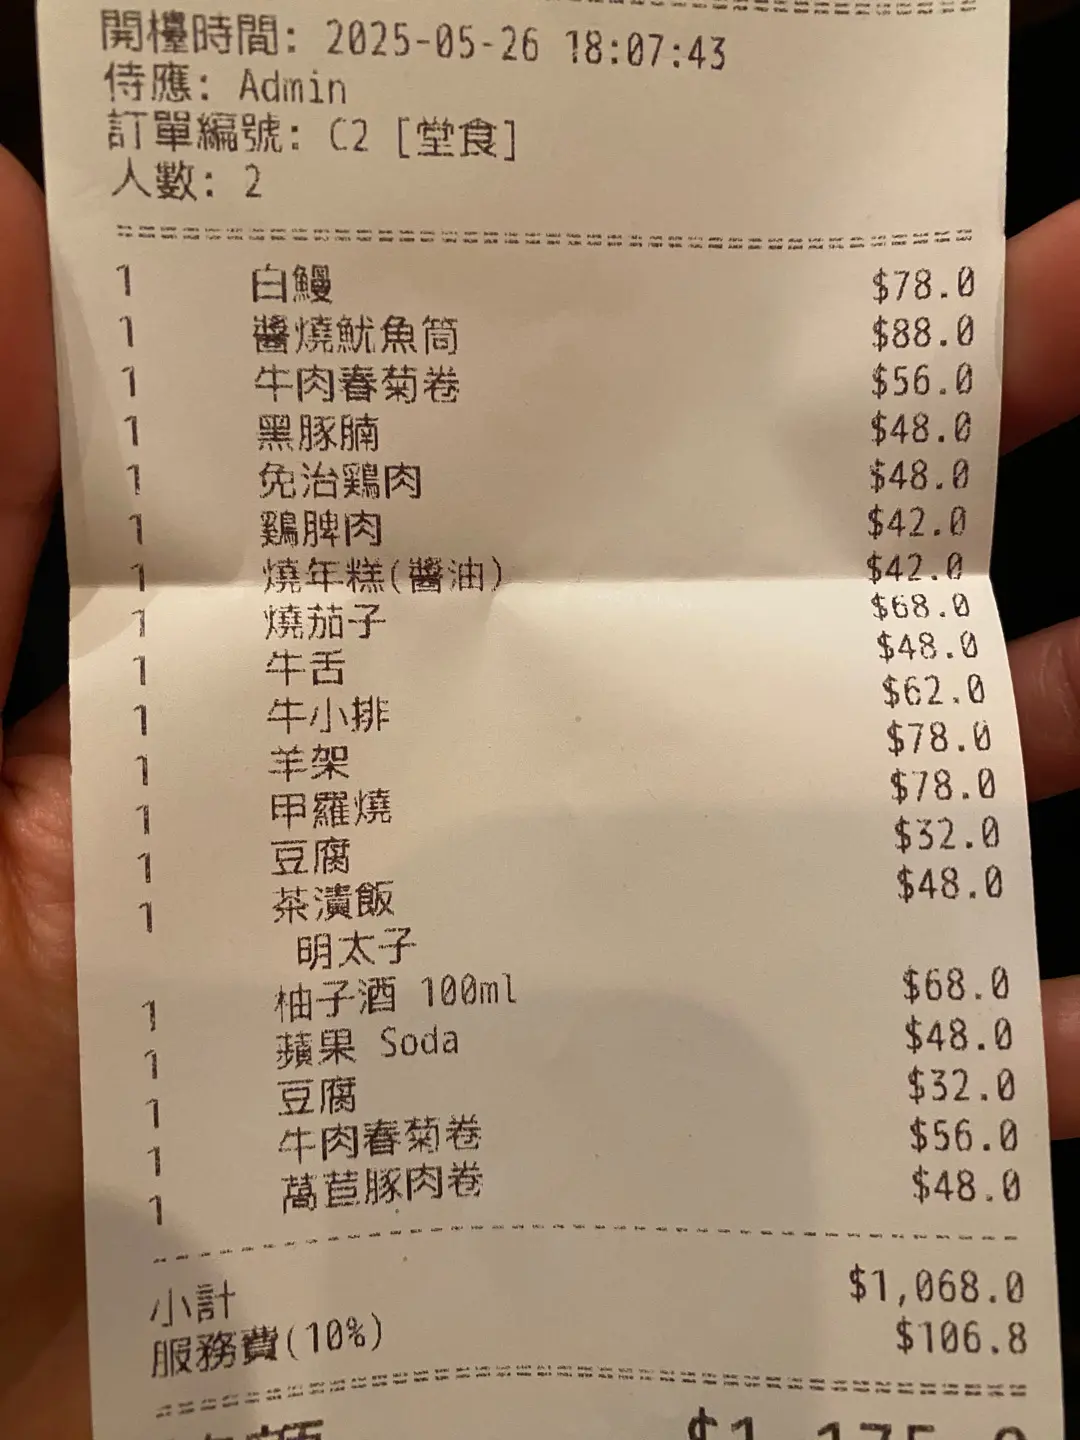 開檯時間: 2025-05-26 18:07:43
侍應: Admin
訂單編號: C2 [堂食]
人數: 2
1 白鰻 $78.0
1 醬燒魷魚筒 $88.0
1 牛肉春菊卷 $56.0
1 黑豚腩 $48.0
1 免治鷄肉 $48.0
1 鷄脾肉 $42.0
1 燒年糕(醬油) $42.0
1 燒茄子 $68.0
1 牛舌 $48.0
1 牛小排 $62.0
1 羊架 $78.0
1 甲羅燒 $78.0
1 豆腐 $32.0
1 茶漬飯 $48.0
明太子
1 柚子酒 100ml $68.0
1 蘋果 Soda $48.0
1 豆腐 $32.0
1 牛肉春菊卷 $56.0
1 萵苣豚肉卷 $48.0
小計 $1,068.0
服務費(10%) $106.8
$1,175.0